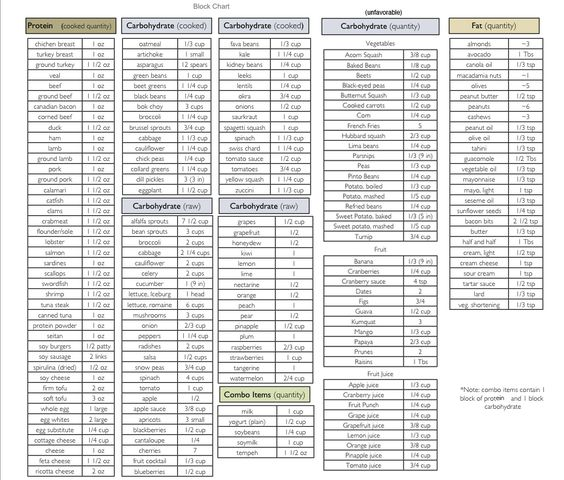 Block Chart
Protein (cooked quantity)
chichen breast 1 oz
turkey breast 1 oz
ground turkey 1 1/2 oz
veal 1 oz
beef 1 oz
ground beef 1 1/2 oz
canadian bacon 1 oz
corned beef 1 oz
duck 1 1/2 oz
ham 1 oz
lamb 1 oz
ground lamb 1 1/2 oz
pork 1 oz
ground pork 1 1/2 oz
calamari 1 1/2 oz
catfish 1 1/2 oz
clams 1 1/2 oz
crabmeat 1 1/2 oz
flounder/sole 1 1/2 oz
lobster 1 1/2 oz
salmon 1 1/2 oz
sardines 1 oz
scallops 1 1/2 oz
swordfish 1 1/2 oz
shrimp 1 1/2 oz
tuna steak 1 1/2 oz
canned tuna 1 oz
protein powder 1 oz
seitan 1 oz
soy burgers 1/2 patty
soy sausage 2 links
spirulina (dried) 1/2 oz
soy cheese 1 oz
firm tofu 2 oz
soft tofu 3 oz
whole egg 1 large
egg whites 2 large
egg substitute 1/4 cup
cottage cheese 1/4 cup
cheese 1 oz
feta cheese 1 1/2 oz
ricotta cheese 2 oz
Carbohydrate (cooked)
oatmeal 1/3 cup
artichoke 1 small
asparagus 12 spears
green beans 1 cup
beet greens 1 1/4 cup
black beans 1/4 cup
bok choy 3 cups
broccoli 1 1/4 cup
brussel sprouts 3/4 cup
cabbage 1 1/3 cup
cauliflower 1 1/4 cup
chick peas 1/4 cup
collard greens 1 1/4 cup
dill pickles 3 (3 in)
eggplant 1 1/2 cup
Carbohydrate (raw)
alfalfa sprouts 7 1/2 cup
bean sprouts 3 cups
broccoli 2 cups
cabbage 2 1/4 cups
cauliflower 2 cups
celery 2 cups
cucumber 1 (9 in)
lettuce, iceburg 1 head
lettuce, romaine 6 cups
mushrooms 3 cups
onion 2/3 cup
peppers 1 1/4 cup
radishes 2 cups
salsa 1/2 cup
snow peas 3/4 cup
spinach 4 cups
tomato 1 cup
apple 1/2
apple sauce 3/8 cup
apricots 3 small
blackberries 1/2 cup
cantaloupe 1/4
cherries 7
fruit cocktail 1/3 cup
blueberries 1/2 cup
Carbohydrate (cooked)
fava beans 1/3 cup
kale 1 1/4 cup
kidney beans 1/4 cup
leeks 1 cup
lentils 1/4 cup
okra 3/4 cup
onions 1/2 cup
saurkraut 1 cup
spagetti squash 1 cup
spinach 1 1/3 cup
swiss chard 1 1/4 cup
tomato sauce 1/2 cup
tomatoes 3/4 cup
yellow squash 1 1/4 cup
zuccini 1 1/3 cup
Carbohydrate (raw)
grapes 1/2 cup
grapefruit 1/2
honeydew 1/2
kiwi 1
lemon 1
lime 1
nectarine 1/2
orange 1/2
peach 1
pear 1/2
pinapple 1/2 cup
plum 1
raspberries 2/3 cup
strawberries 1 cup
tangerine 1
watermelon 2/4 cup
Combo Items (quantity)
milk 1 cup
yogurt (plain) 1/2 cup
soybeans 1/4 cup
soymilk 1 cup
tempeh 1 1/2 oz
(unfavorable)
Carbohydrate (quantity)
Vegetables
Acorn Squash 3/8 cup
Baked Beans 1/8 cup
Beets 1/2 cup
Black-eyed peas 1/4 cup
Butternut Squash 1/3 cup
Cooked carrots 1/2 cup
Corn 1/4 cup
French Fries 5
Hubbard squash 2/3 cup
Lima beans 1/4 cup
Parsnips 1/3 (9 in)
Peas 1/3 cup
Pinto Beans 1/4 cup
Potato, boiled 1/3 cup
Potato, mashed 1/5 cup
Refried beans 1/4 cup
Sweet Potato, baked 1/3 (5 in)
Sweet potato, mashed 1/5 cup
Turnip 3/4 cup
Fruit
Banana 1/3 (9 in)
Cranberries 1/4 cup
Cranberry sauce 4 tsp
Dates 2
Figs 3/4
Guava 1/2 cup
Kumquat 3
Mango 1/3 cup
Papaya 2/3 cup
Prunes 2
Raisins 1 Tbs
Fruit Juice
Apple juice 1/3 cup
Cranberry juice 1/4 cup
Fruit Punch 1/4 cup
Grape juice 1/4 cup
Grapefruit juice 3/8 cup
Lemon juice 1/3 cup
Orange juice 3/8 cup
Pineapple juice 1/4 cup
Tomato juice 3/4 cup
Fat (quantity)
almonds ~3
avocado 1 Tbs
canola oil 1/3 tsp
macadamia nuts ~1
olives ~5
peanut butter 1/2 tsp
peanuts ~6
cashews ~3
peanut oil 1/3 tsp
olive oil 1/3 tsp
tahini 1/3 tsp
guacomole 1/2 Tbs
vegetable oil 1/3 tsp
mayonnaise 1/3 tsp
mayo, light 1 tsp
seseme oil 1/3 tsp
sunflower seeds 1/4 tsp
bacon bits 2 1/2 tsp
butter 1/3 tsp
half and half 1 Tbs
cream, light 1/2 tsp
cream cheese 1 tsp
sour cream 1 tsp
tartar sauce 1/2 tsp
lard 1/3 tsp
veg. shortening 1/3 tsp
*Note: combo items contain 1
block of protein and 1 block
carbohydrate